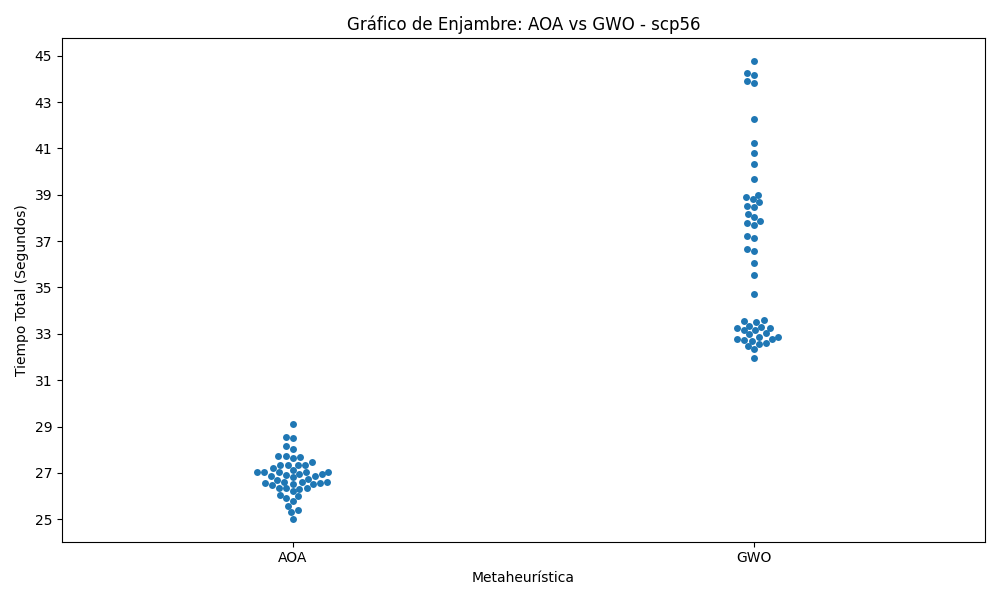 Gráfico de Enjambre: AOA vs GWO - scp56
Tiempo Total (Segundos)
45
43
41
39
37
35
33
31
29
27
25
AOA
GWO
Metaheurística